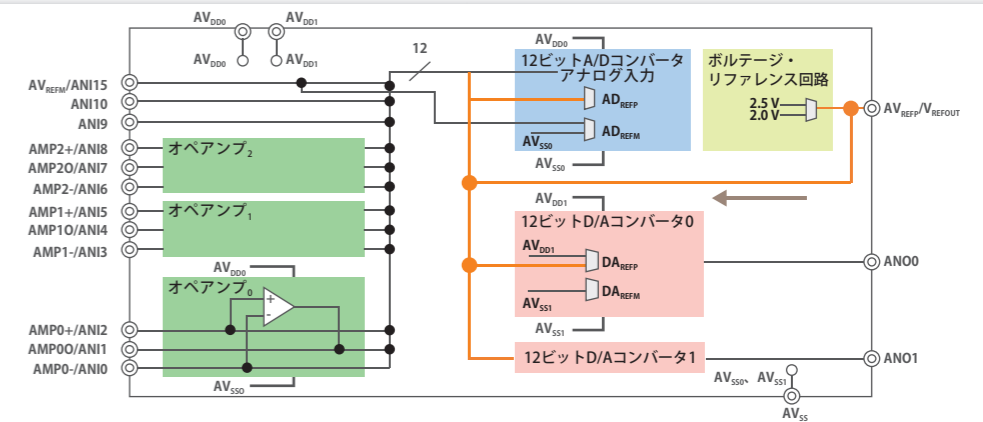 AVDD0 AVDD1
AVDD0 AVDD1
12
AVREFM/ANI15
ANI10
ANI9
AMP2+/ANI8
AMP2O/ANI7
AMP2-/ANI6
AMP1+/ANI5
AMP1O/ANI4
AMP1-/ANI3
AMP0+/ANI2
AMP0O/ANI1
AMP0-/ANI0
オペアンプ2
オペアンプ1
AVDD0
オペアンプ0
+
-
AVSS0
AVDD0
12ビットA/Dコンバータ
アナログ入力
ADREFP
ADREFM
AVSS0
AVSS0
ボルテージ・
リファレンス回路
2.5 V
2.0 V
AVREFP/VREFOUT
AVDD1
12ビットD/Aコンバータ0
AVDD1
DAREFP
DAREFM
AVSS1
AVSS1
ANO0
12ビットD/Aコンバータ1
ANO1
AVSS0、 AVSS1
AVSS